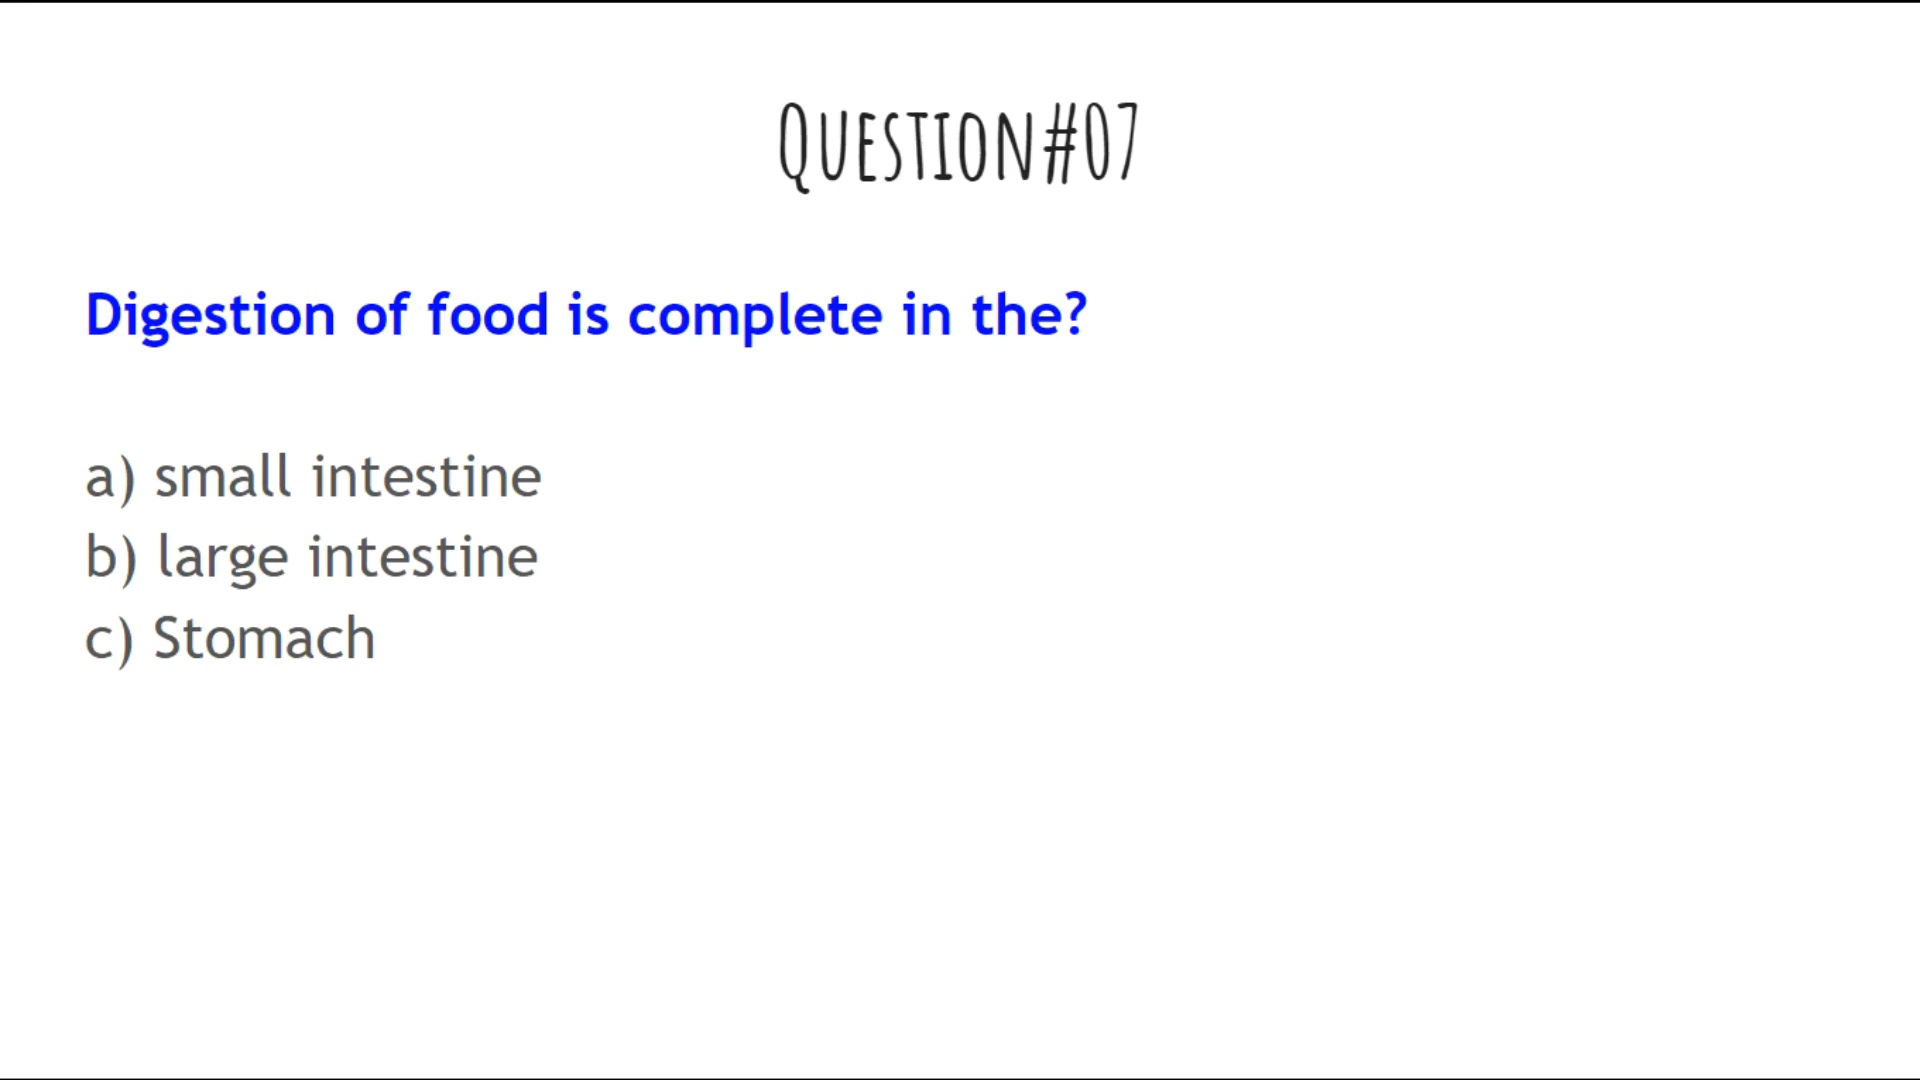 Question#07
Digestion of food is complete in the?
a) small intestine
b) large intestine
c) Stomach